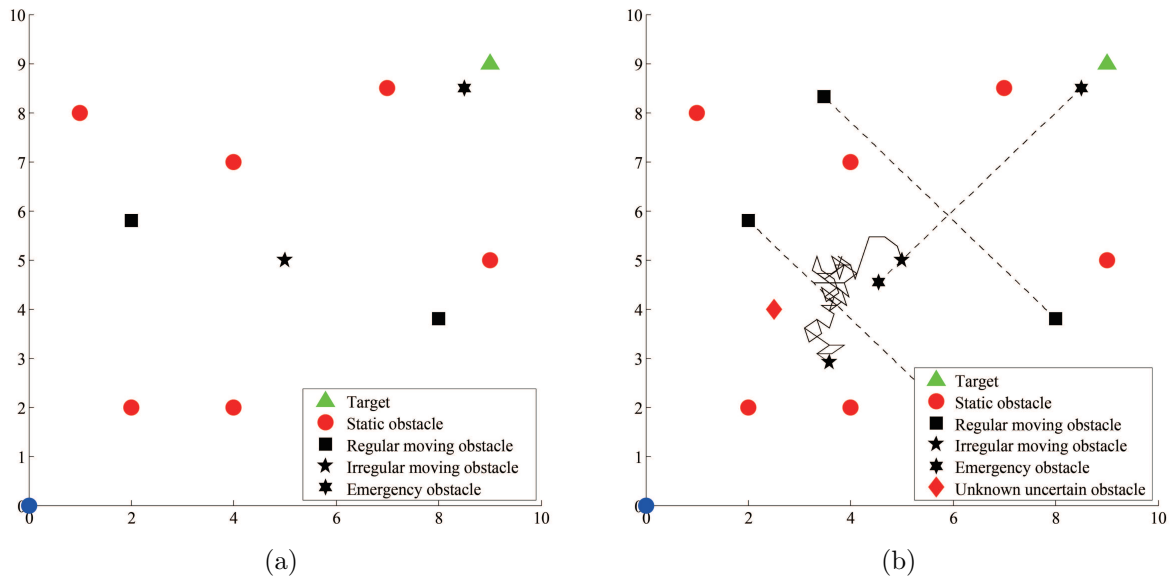 10
9
8
7
6
5
4
3
2
1
0
0 2 4 6 8 10
Target
Static obstacle
Regular moving obstacle
Irregular moving obstacle
Emergency obstacle
(a)
10
9
8
7
6
5
4
3
2
1
0
0 2 4 6 8 10
Target
Static obstacle
Regular moving obstacle
Irregular moving obstacle
Emergency obstacle
Unknown uncertain obstacle
(b)